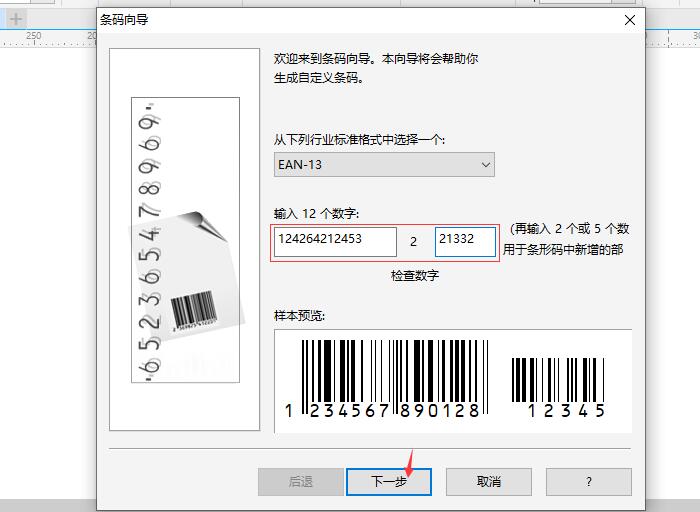 条码向导
250
欢迎来到条码向导。本向导将会帮助你
生成自定义条码。
从下列行业标准格式中选择一个:
EAN-13
输入 12 个数字:
124264212453
2
21332
（再输入 2 个或 5 个数
用于条形码中新增的部
检查数字
样本预览:
1 234567 890128
12345
后退
下一步
取消
?